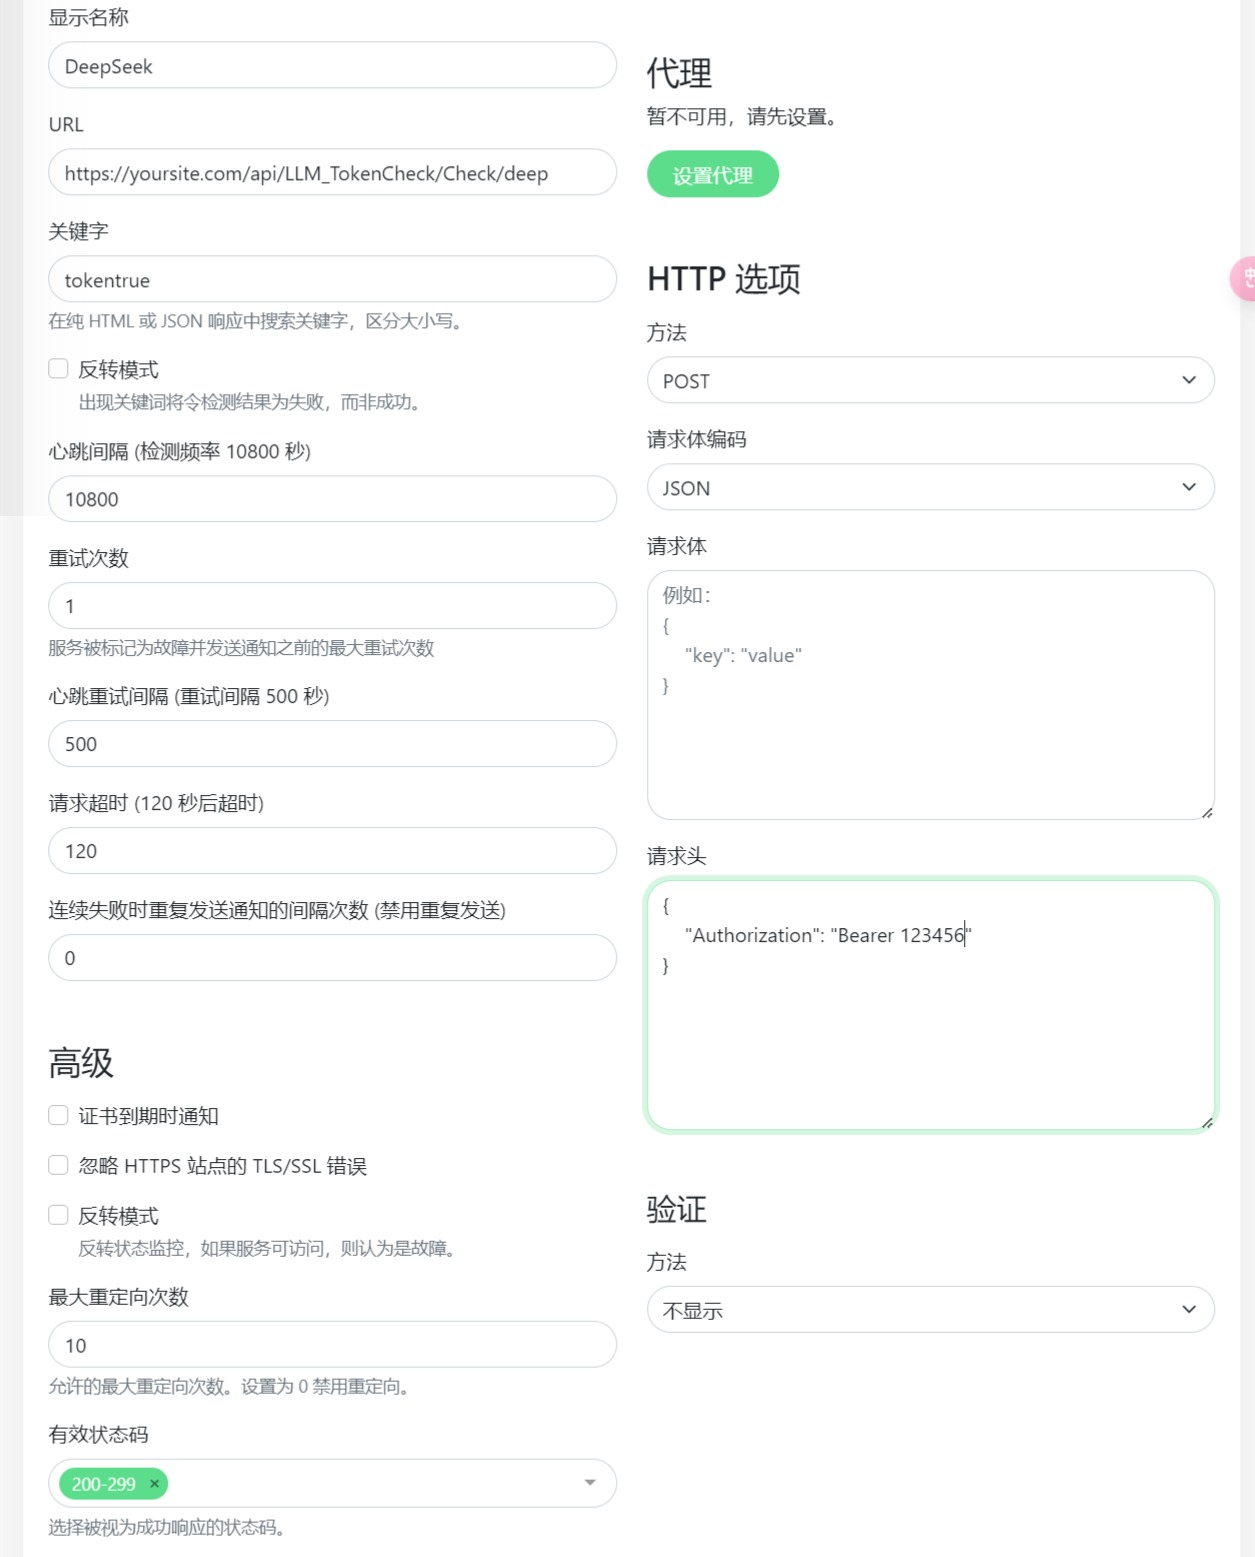 显示名称
DeepSeek
URL
https://yoursite.com/api/LLM_TokenCheck/Check/deep
关键字
tokentrue
在纯 HTML 或 JSON 响应中搜索关键字，区分大小写。
反转模式
出现关键词将令检测结果为失败，而非成功。
心跳间隔 (检测频率 10800 秒)
10800
重试次数
1
服务被标记为故障并发送通知之前的最大重试次数
心跳重试间隔 (重试间隔 500 秒)
500
请求超时 (120 秒后超时)
120
连续失败时重复发送通知的间隔次数 (禁用重复发送)
0
高级
证书到期时通知
忽略 HTTPS 站点的 TLS/SSL 错误
反转模式
反转状态监控，如果服务可访问，则认为是故障。
最大重定向次数
10
允许的最大重定向次数。设置为 0 禁用重定向。
有效状态码
200-299 ×
选择被视为成功响应的状态码。
代理
暂不可用，请先设置。
设置代理
HTTP 选项
方法
POST
请求体编码
JSON
请求体
例如：
{
"key": "value"
}
请求头
{
"Authorization": "Bearer 123456"
}
验证
方法
不显示